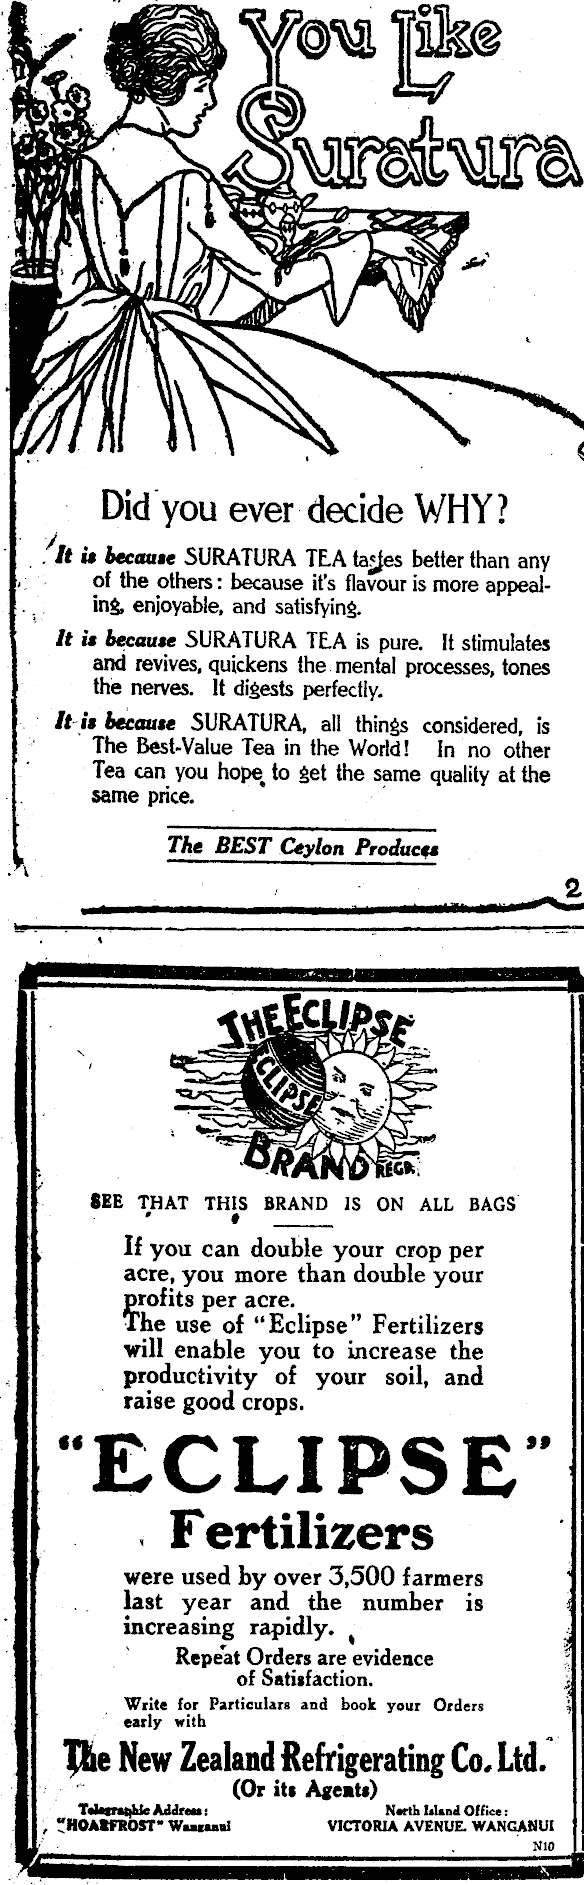 You Like
Suratura
Did you ever decide WHY?
It is because SURATURA TEA tastes better than any
of the others: because it's flavour is more appeal-
ing, enjoyable, and satisfying.
It is because SURATURA TEA is pure. It stimulates
and revives, quickens the mental processes, tones
the nerves. It digests perfectly.
It is because SURATURA, all things considered, is
The Best-Value Tea in the World! In no other
Tea can you hope to get the same quality at the
same price.
The BEST Ceylon Produces
2
THE ECLIPSE
ECLIPSE
BRAND REGD.
SEE THAT THIS BRAND IS ON ALL BAGS
If you can double your crop per
acre, you more than double your
profits per acre.
The use of "Eclipse" Fertilizers
will enable you to increase the
productivity of your soil, and
raise good crops.
"ECLIPSE"
Fertilizers
were used by over 3,500 farmers
last year and the number is
increasing rapidly.
Repeat Orders are evidence
of Satisfaction.
Write for Particulars and book your Orders
early with
The New Zealand Refrigerating Co. Ltd.
(Or its Agents)
Telegraphic Address: North Island Office:
"HOARFROST" Wanganui VICTORIA AVENUE. WANGANUI
N10